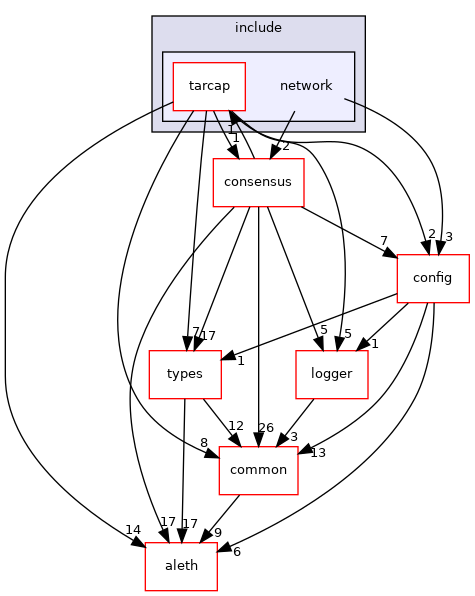 include
tarcap
network
1
1
2
consensus
7
2
3
config
7
17
5
5
1
1
types
logger
8
12
26
3
13
common
14
17
17
9
6
aleth